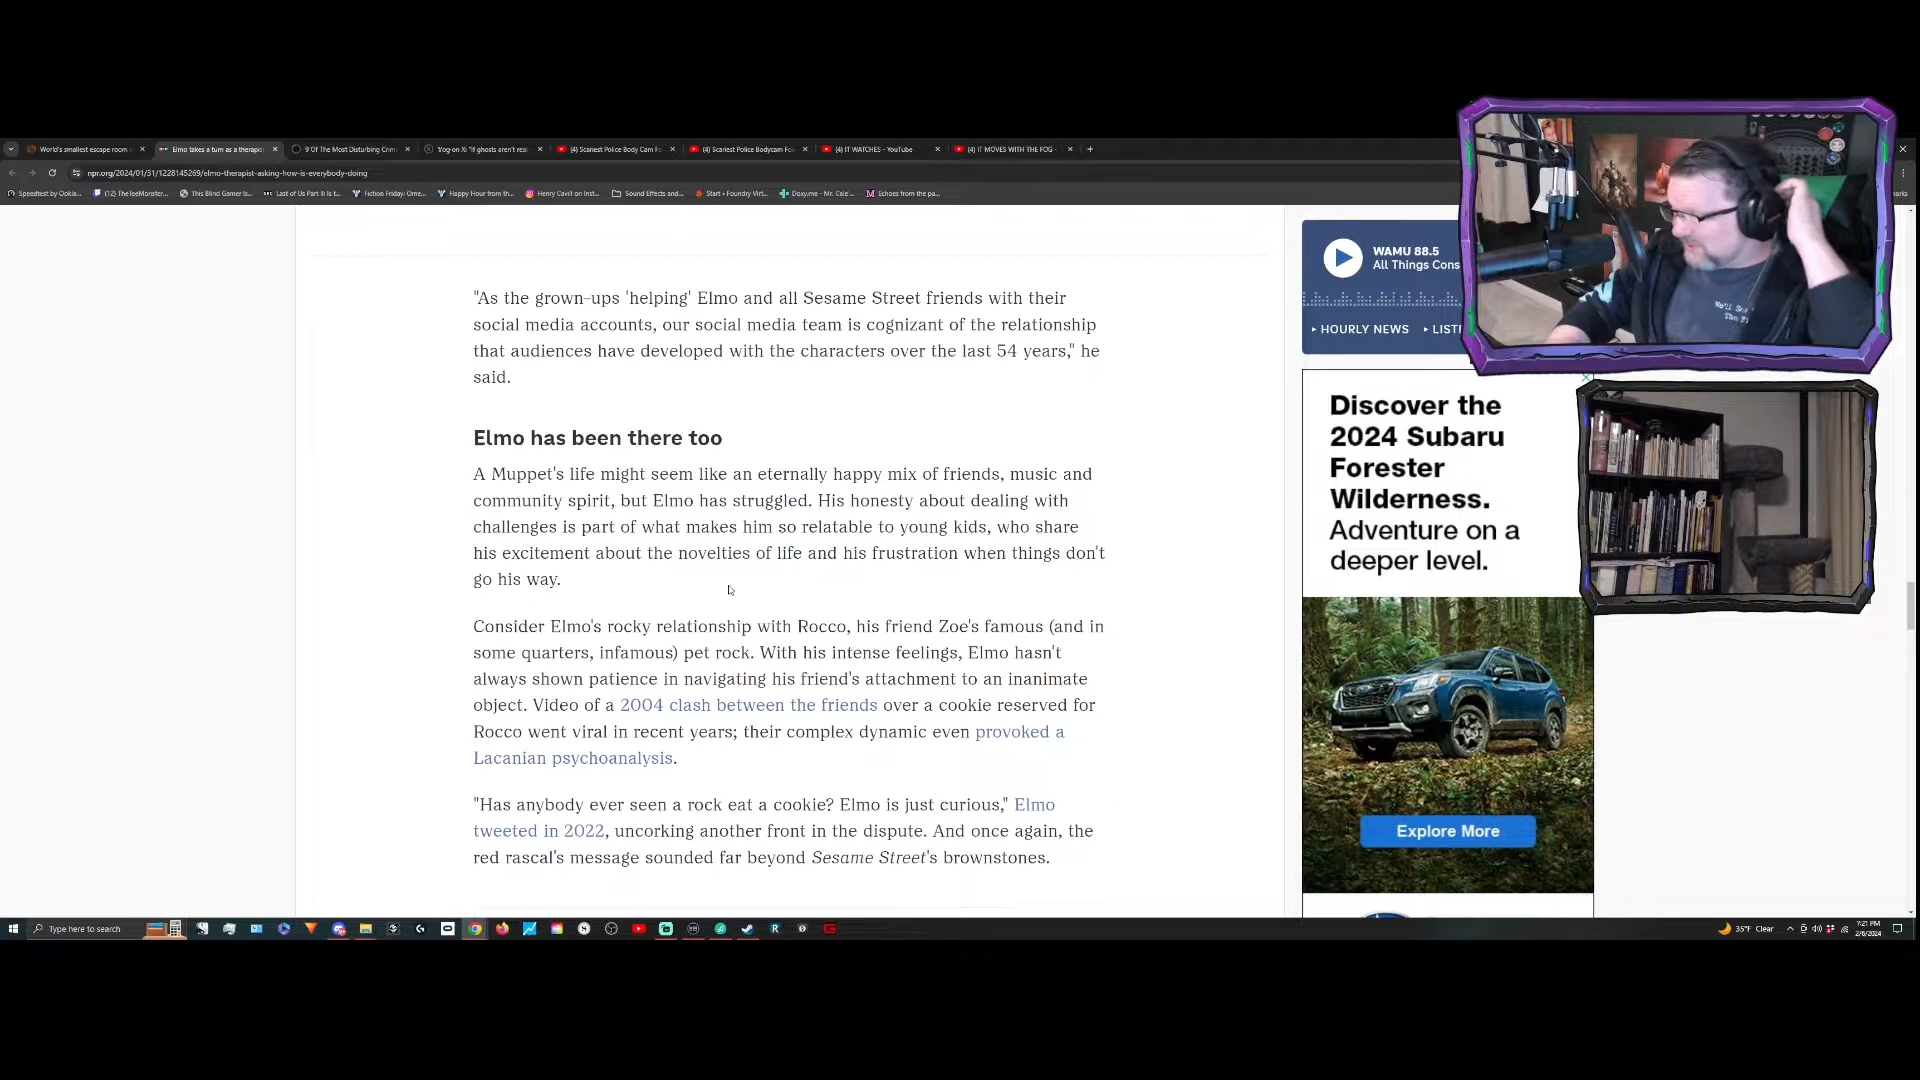 World's smallest escape room
Elmo takes a turn as a therapis
9 Of The Most Disturbing Crim
Yog-on X: "If ghosts aren't real
(4) Scariest Police Body Cam Fo
(4) Scariest Police Bodycam Fo
(4) IT WATCHES - YouTube
(4) IT MOVES WITH THE FOG -
npr.org/2024/01/31/1228145269/elmo-therapist-asking-how-is-everybody-doing
Speedtest by Ookla...
(12) TheTeeMonster...
This Blind Gamer Is...
Last of Us Part II Is t...
Fiction Friday: Ome...
Happy Hour from th...
Henry Cavill on Inst...
Sound Effects and...
Start • Foundry Virt...
Doxy.me - Mr. Cale'...
Echoes from the pa...
"As the grown-ups 'helping' Elmo and all Sesame Street friends with their
social media accounts, our social media team is cognizant of the relationship
that audiences have developed with the characters over the last 54 years," he
said.
Elmo has been there too
A Muppet's life might seem like an eternally happy mix of friends, music and
community spirit, but Elmo has struggled. His honesty about dealing with
challenges is part of what makes him so relatable to young kids, who share
his excitement about the novelties of life and his frustration when things don't
go his way.
Consider Elmo's rocky relationship with Rocco, his friend Zoe's famous (and in
some quarters, infamous) pet rock. With his intense feelings, Elmo hasn't
always shown patience in navigating his friend's attachment to an inanimate
object. Video of a 2004 clash between the friends over a cookie reserved for
Rocco went viral in recent years; their complex dynamic even provoked a
Lacanian psychoanalysis.
"Has anybody ever seen a rock eat a cookie? Elmo is just curious," Elmo
tweeted in 2022, uncorking another front in the dispute. And once again, the
red rascal's message sounded far beyond Sesame Street's brownstones.
WAMU 88.5
All Things Cons
HOURLY NEWS
LIST
Discover the
2024 Subaru
Forester
Wilderness.
Adventure on a
deeper level.
Explore More
We'll
Type here to search
35°F Clear
7:21 PM
2/6/2024